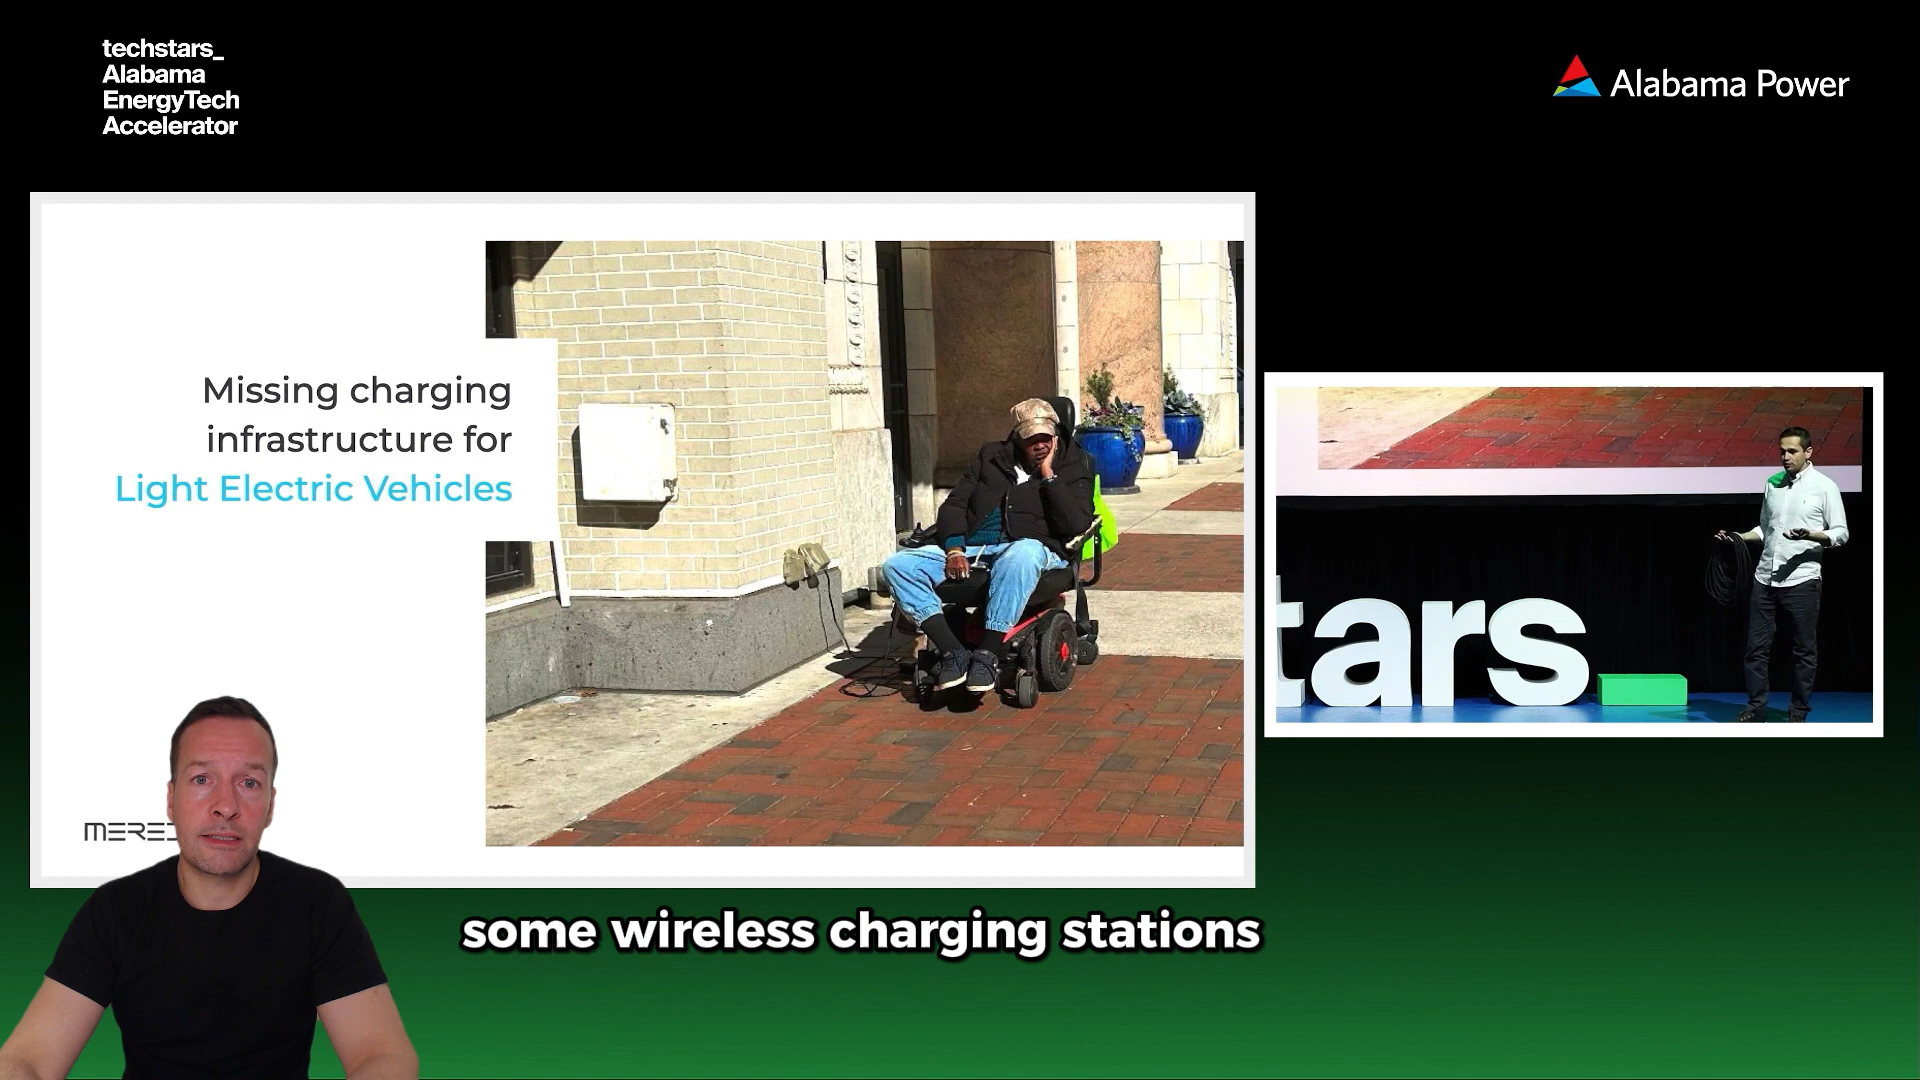 techstars_
Alabama
EnergyTech
Accelerator
Alabama Power
Missing charging
infrastructure for
Light Electric Vehicles
tars_
some wireless charging stations